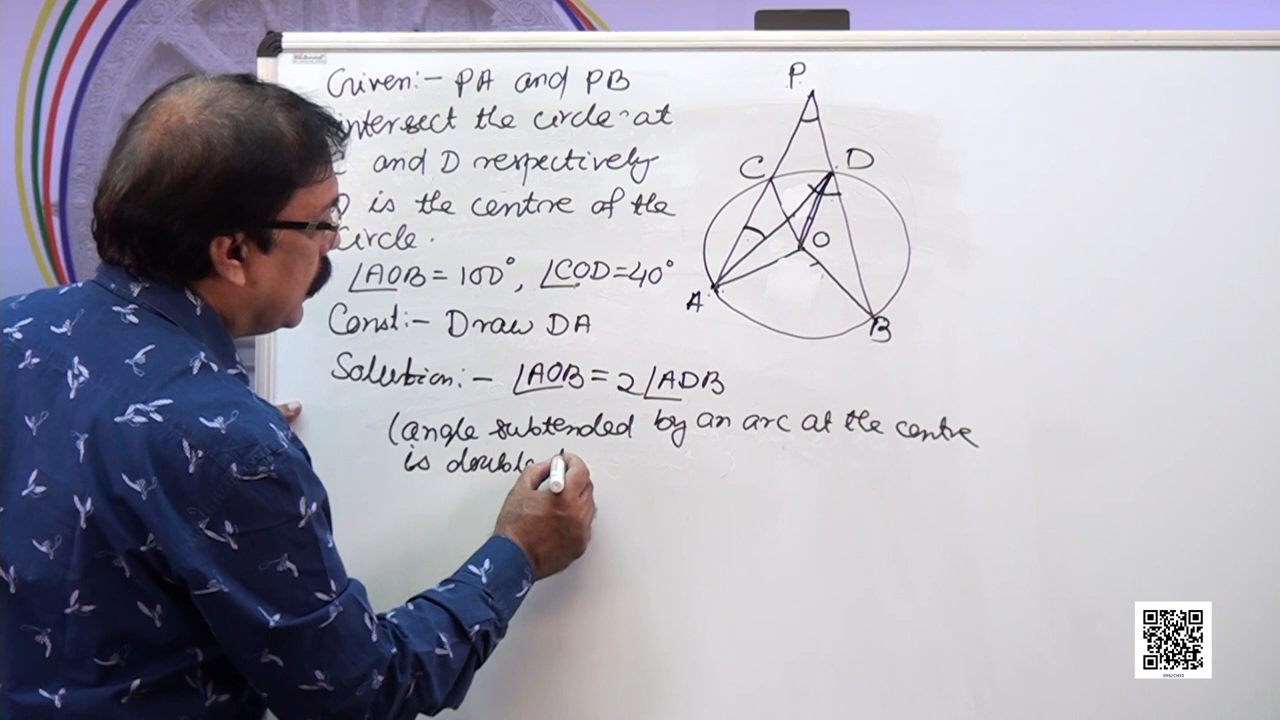 Given:- PA and PB
intersect the circle at
and D respectively
O is the centre of the
circle.
∠AOB = 100°, ∠COD = 40°
Const:- Draw DA
Solution:- ∠AOB = 2∠ADB
(angle subtended by an arc at the centre
is double
P
C
D
O
A
B